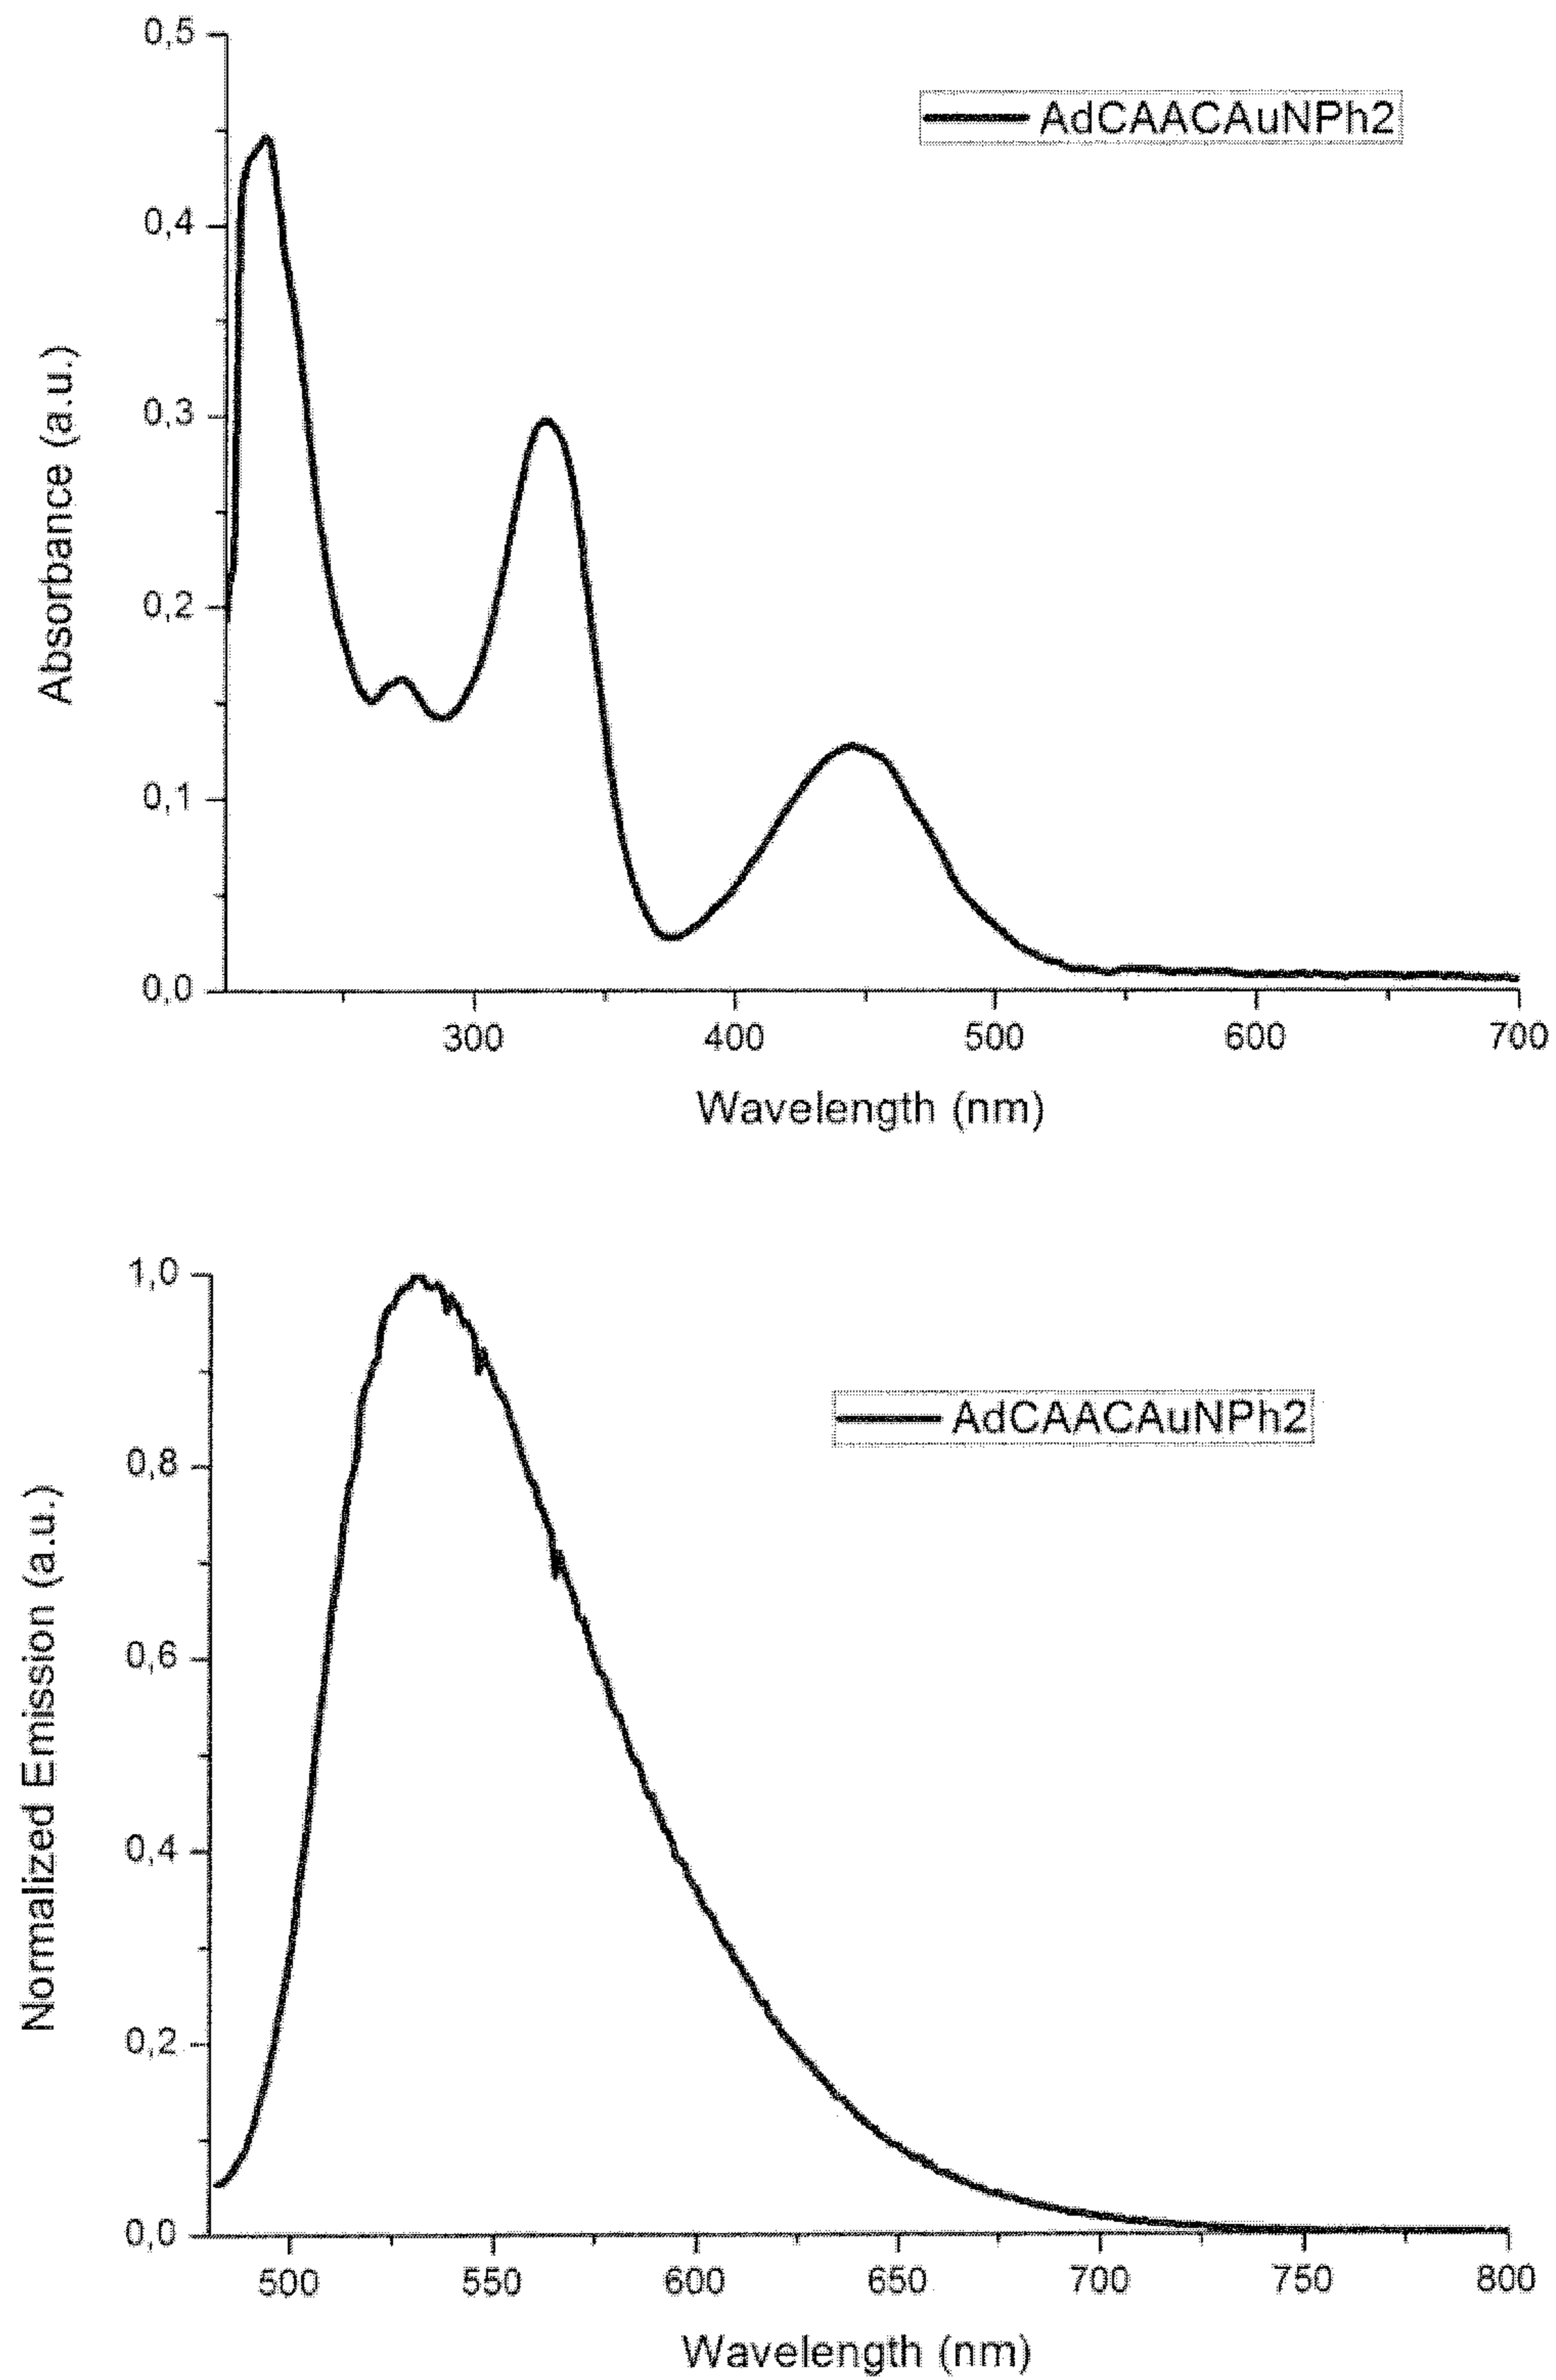 0,5
AdCAACAuNPh2
0,4
0,3
0,2
0,1
0,0
Absorbance (a.u.)
300 400 500 600 700
Wavelength (nm)
1,0
AdCAACAuNPh2
0,8
0,6
0,4
0,2
0,0
Normalized Emission (a.u.)
500 550 600 650 700 750 800
Wavelength (nm)